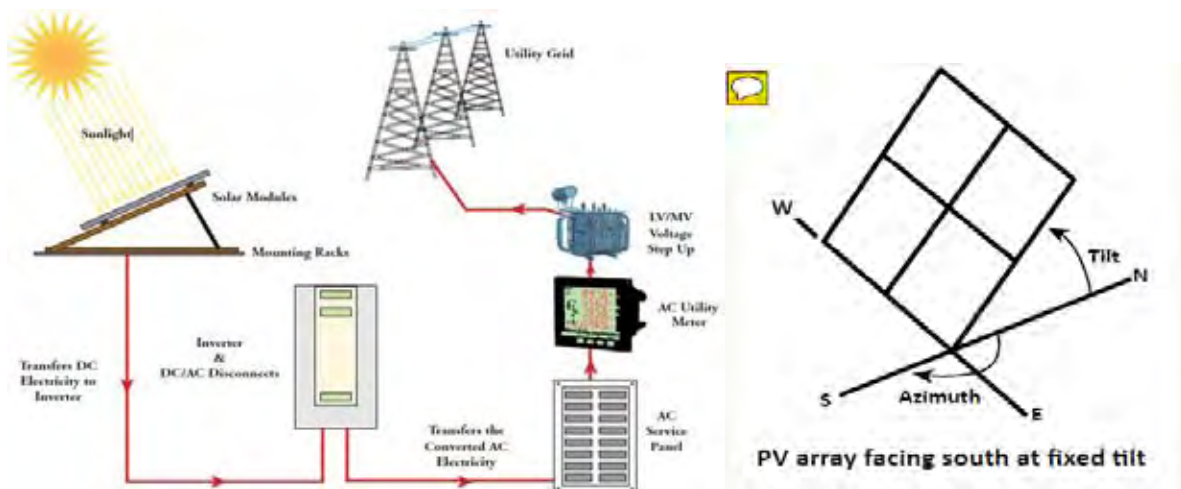 Utility Grid
Sunlight
Solar Modules
Mounting Racks
LV/MV
Voltage
Step Up
AC Utility
Meter
Inverter
&
DC/AC Disconnects
Transfers DC
Electricity to
Inverter
Transfers the
Converted AC
Electricity
AC
Service
Panel
W
Tilt
N
S
Azimuth
E
PV array facing south at fixed tilt